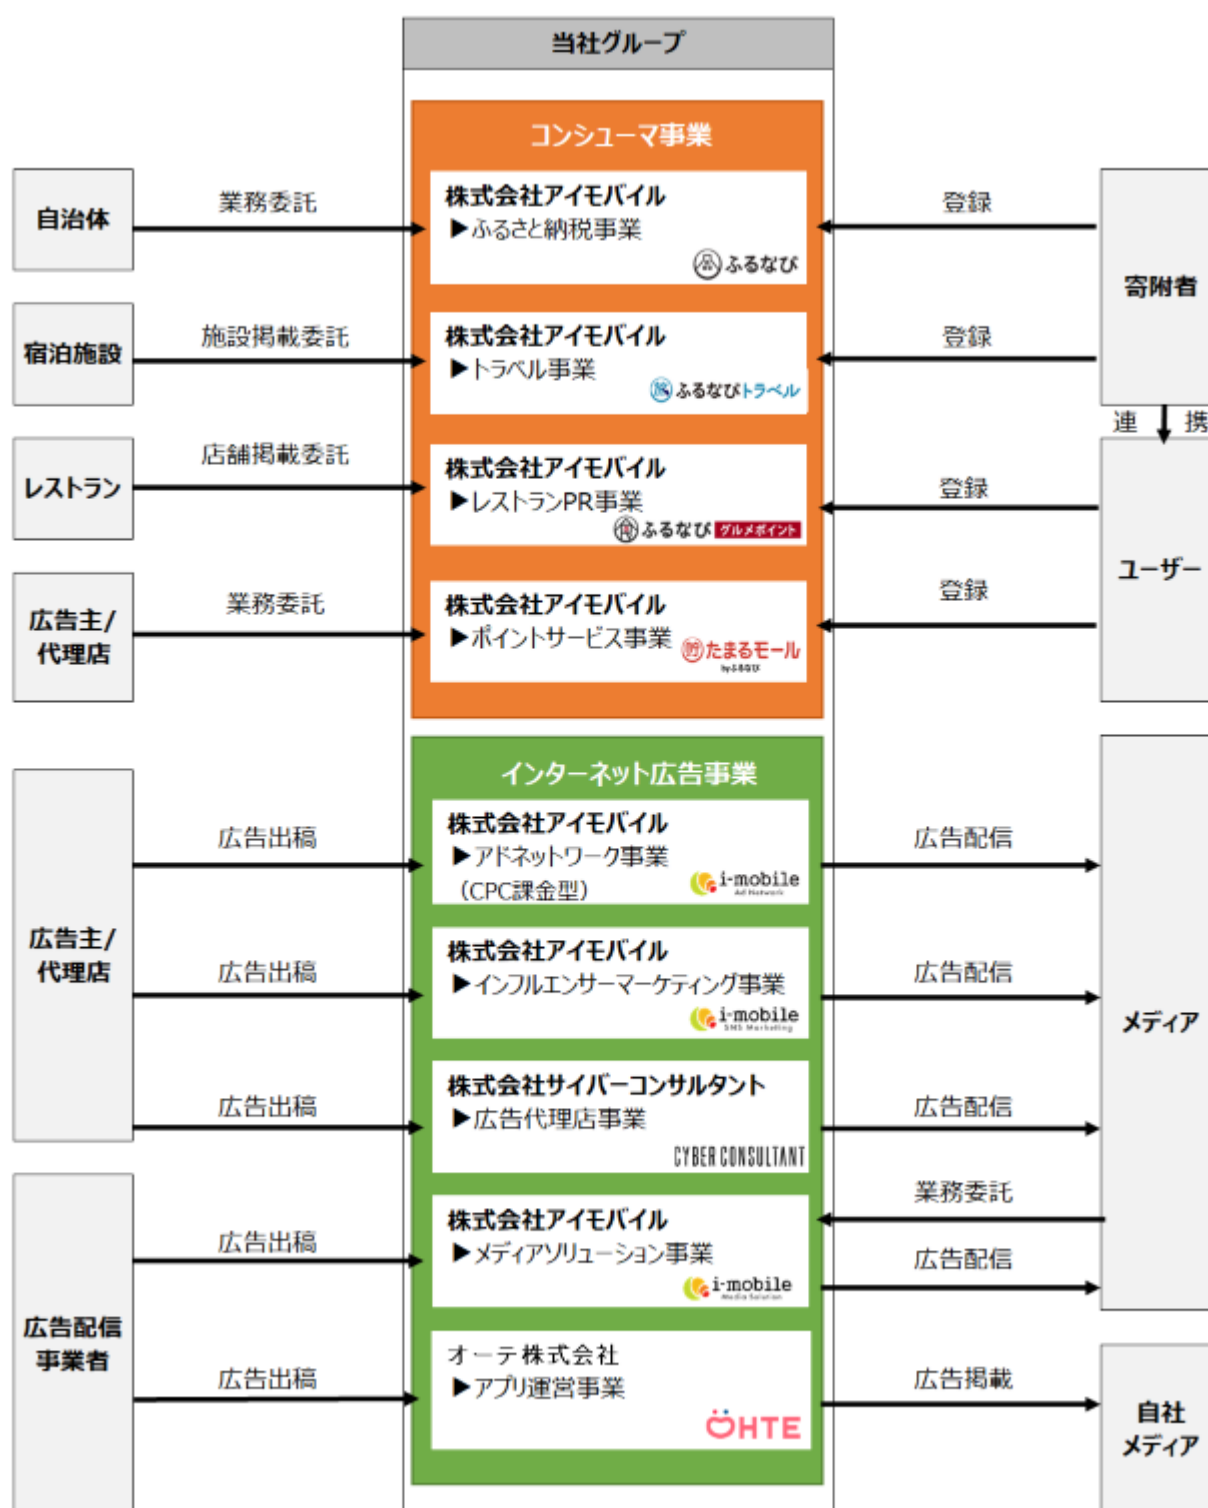 当社グループ
コンシューマ事業
自治体
業務委託
株式会社アイモバイル
▶ふるさと納税事業
ふるなび
登録
寄附者
宿泊施設
施設掲載委託
株式会社アイモバイル
▶トラベル事業
ふるなびトラベル
登録
連携
レストラン
店舗掲載委託
株式会社アイモバイル
▶レストランPR事業
ふるなび グルメポイント
登録
ユーザー
広告主/
代理店
業務委託
株式会社アイモバイル
▶ポイントサービス事業
貯 たまるモール
byふるなび
登録
インターネット広告事業
広告主/
代理店
広告出稿
株式会社アイモバイル
▶アドネットワーク事業
（CPC課金型）
i-mobile
Ad Network
広告配信
メディア
広告出稿
株式会社アイモバイル
▶インフルエンサーマーケティング事業
i-mobile
SNS Marketing
広告配信
広告出稿
株式会社サイバーコンサルタント
▶広告代理店事業
CYBER CONSULTANT
広告配信
広告配信
事業者
広告出稿
株式会社アイモバイル
▶メディアソリューション事業
i-mobile
Media Solution
業務委託
広告配信
広告出稿
オーテ株式会社
▶アプリ運営事業
OHTE
広告掲載
自社
メディア